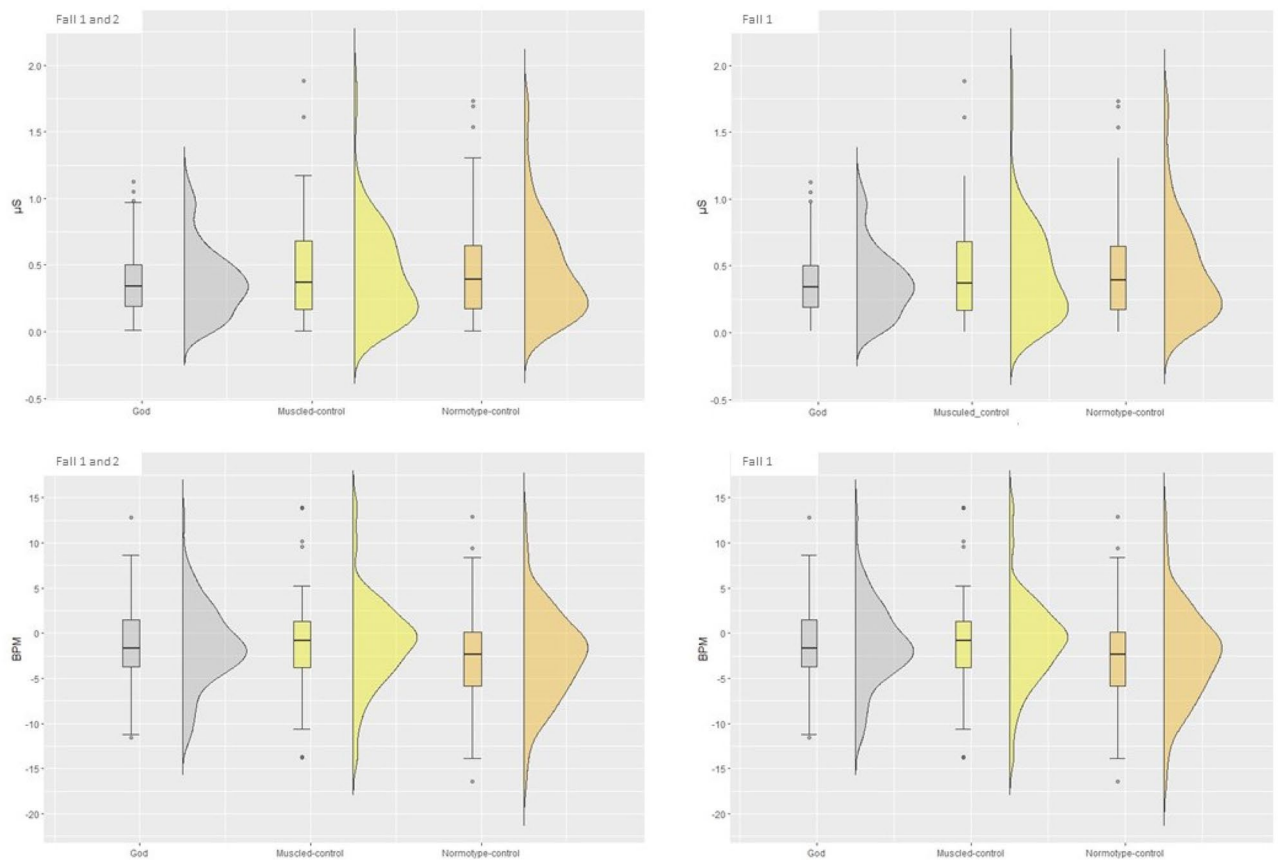 Fall 1 and 2
µS
2.0
1.5
1.0
0.5
0.0
-0.5
God Muscled-control Normotype-control
Fall 1
µS
2.0
1.5
1.0
0.5
0.0
-0.5
God Musculed_control Normotype-control
Fall 1 and 2
BPM
15
10
5
0
-5
-10
-15
-20
God Muscled-control Normotype-control
Fall 1
BPM
15
10
5
0
-5
-10
-15
-20
God Muscled-control Normotype-control